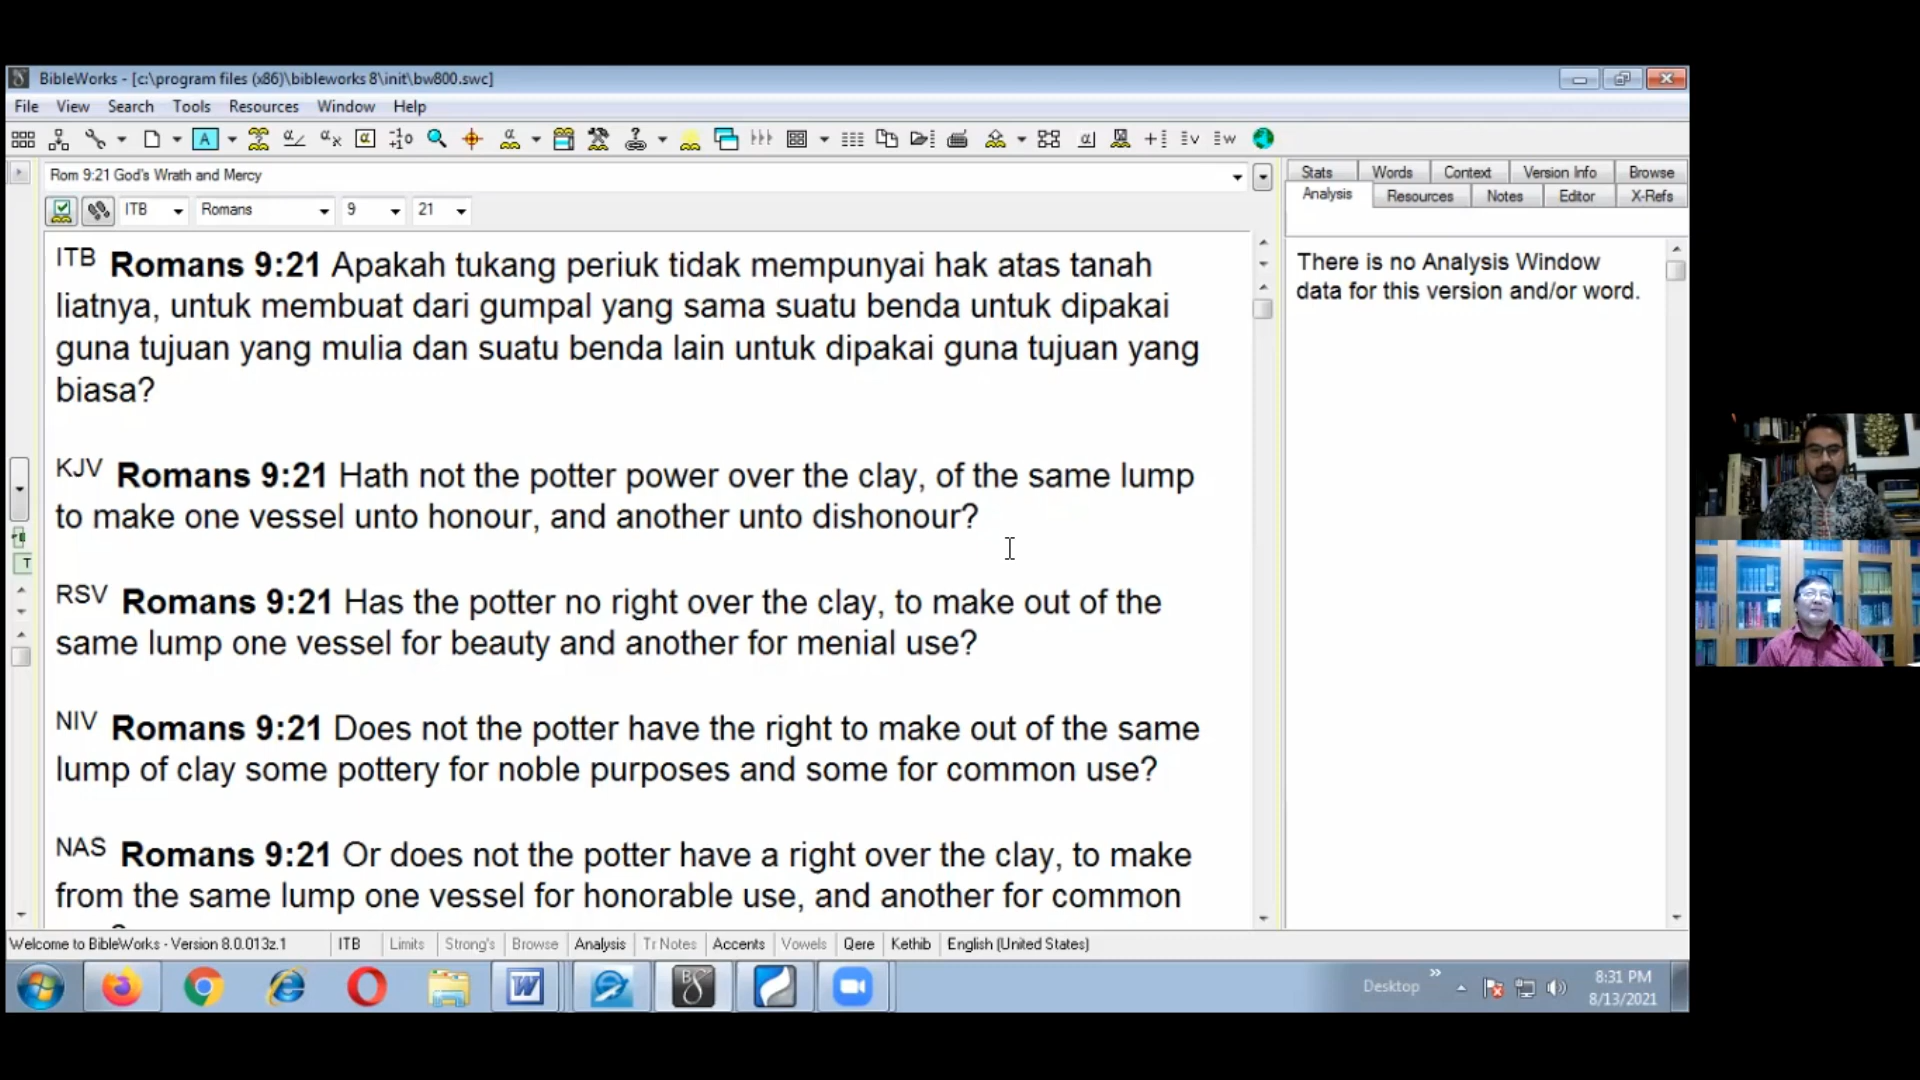 BibleWorks - [c:\program files (x86)\bibleworks 8\init\bw800.swc]
File View Search Tools Resources Window Help
Rom 9:21 God's Wrath and Mercy
ITB Romans 9 21
ITB Romans 9:21 Apakah tukang periuk tidak mempunyai hak atas tanah
liatnya, untuk membuat dari gumpal yang sama suatu benda untuk dipakai
guna tujuan yang mulia dan suatu benda lain untuk dipakai guna tujuan yang
biasa?
KJV Romans 9:21 Hath not the potter power over the clay, of the same lump
to make one vessel unto honour, and another unto dishonour?
RSV Romans 9:21 Has the potter no right over the clay, to make out of the
same lump one vessel for beauty and another for menial use?
NIV Romans 9:21 Does not the potter have the right to make out of the same
lump of clay some pottery for noble purposes and some for common use?
NAS Romans 9:21 Or does not the potter have a right over the clay, to make
from the same lump one vessel for honorable use, and another for common
Stats Words Context Version Info Browse
Analysis Resources Notes Editor X-Refs
There is no Analysis Window
data for this version and/or word.
Welcome to BibleWorks - Version 8.0.013z.1 ITB Limits Strong's Browse Analysis Tr Notes Accents Vowels Qere Kethib English (United States)
Desktop
8:31 PM
8/13/2021